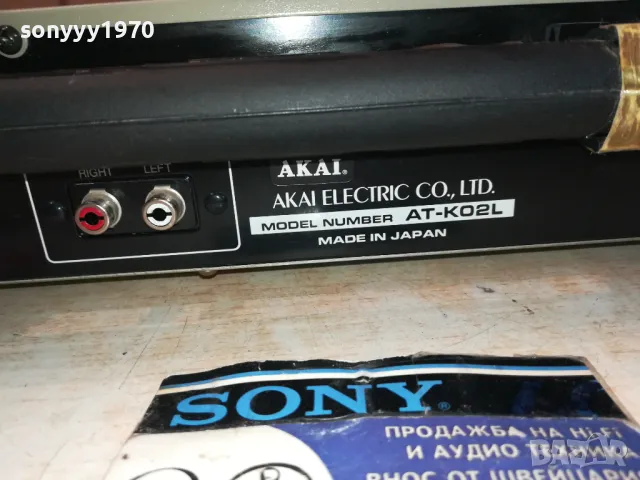 sonyyy1970
RIGHT LEFT
AKAI®
AKAI ELECTRIC CO., LTD.
MODEL NUMBER AT-K02L
MADE IN JAPAN
SONY®
ПРОДАЖБА НА HI-FI
И АУДИО ТЕХНИКА
ВНОС ОТ ШВЕЙЦАРИЯ
BAZAR